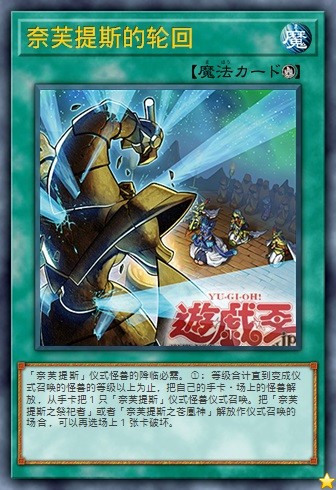 奈芙提斯的轮回
魔
【魔法カード】
YU-GI-OH!
遊戯王
「奈芙提斯」仪式怪兽的降临必需。①：等级合计直到变成仪
式召唤的怪兽的等级以上为止，把自己的手卡・场上的怪兽解
放，从手卡把1只「奈芙提斯」仪式怪兽仪式召唤。把「奈芙
提斯之祭祀者」或者「奈芙提斯之苍凰神」解放作仪式召唤的
场合，可以再选场上1张卡破坏。